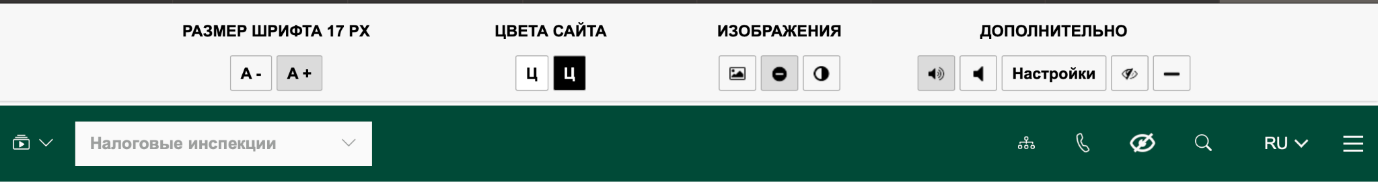 РАЗМЕР ШРИФТА 17 PX
ЦВЕТА САЙТА
ИЗОБРАЖЕНИЯ
ДОПОЛНИТЕЛЬНО
A - A +
Ц Ц
Настройки
Налоговые инспекции
RU